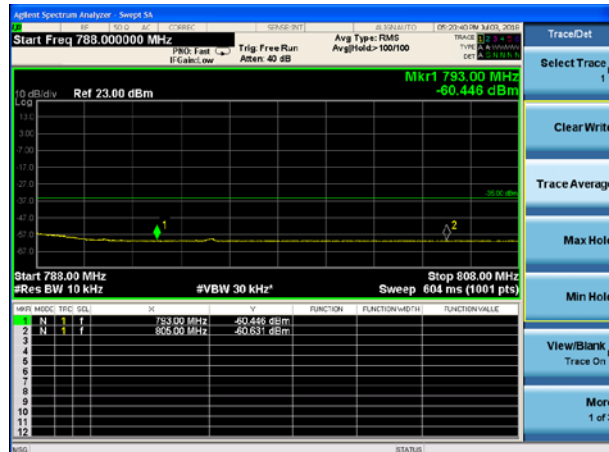 Agilent Spectrum Analyzer - Swept SA
RF 50 Ω AC CORREC SENSE:INT ALIGNAUTO 05:20:40 PM Jul 03, 2016
Start Freq 788.000000 MHz
PNO: Fast
IFGain:Low
Trig: Free Run
Atten: 40 dB
Avg Type: RMS
Avg|Hold:>100/100
TRACE 1 2 3 4 5 6
TYPE A
DET A
Mkr1 793.00 MHz
-60.446 dBm
10 dB/div
Log
Ref 23.00 dBm
13.0
3.00
-7.00
-17.0
-27.0
-35.00 dBm
-37.0
-47.0
-57.0
-67.0
1
2
Start 788.00 MHz
Stop 808.00 MHz
#Res BW 10 kHz
#VBW 30 kHz*
Sweep 604 ms (1001 pts)
MKR MODE TRC SCL X Y FUNCTION FUNCTION WIDTH FUNCTION VALUE
1 N 1 f 793.00 MHz -60.446 dBm
2 N 1 f 805.00 MHz -60.631 dBm
3
4
5
6
7
8
9
10
11
12
MSG
STATUS
Trace/Det
Select Trace
1
Clear Write
Trace Average
Max Hold
Min Hold
View/Blank
Trace On
More
1 of